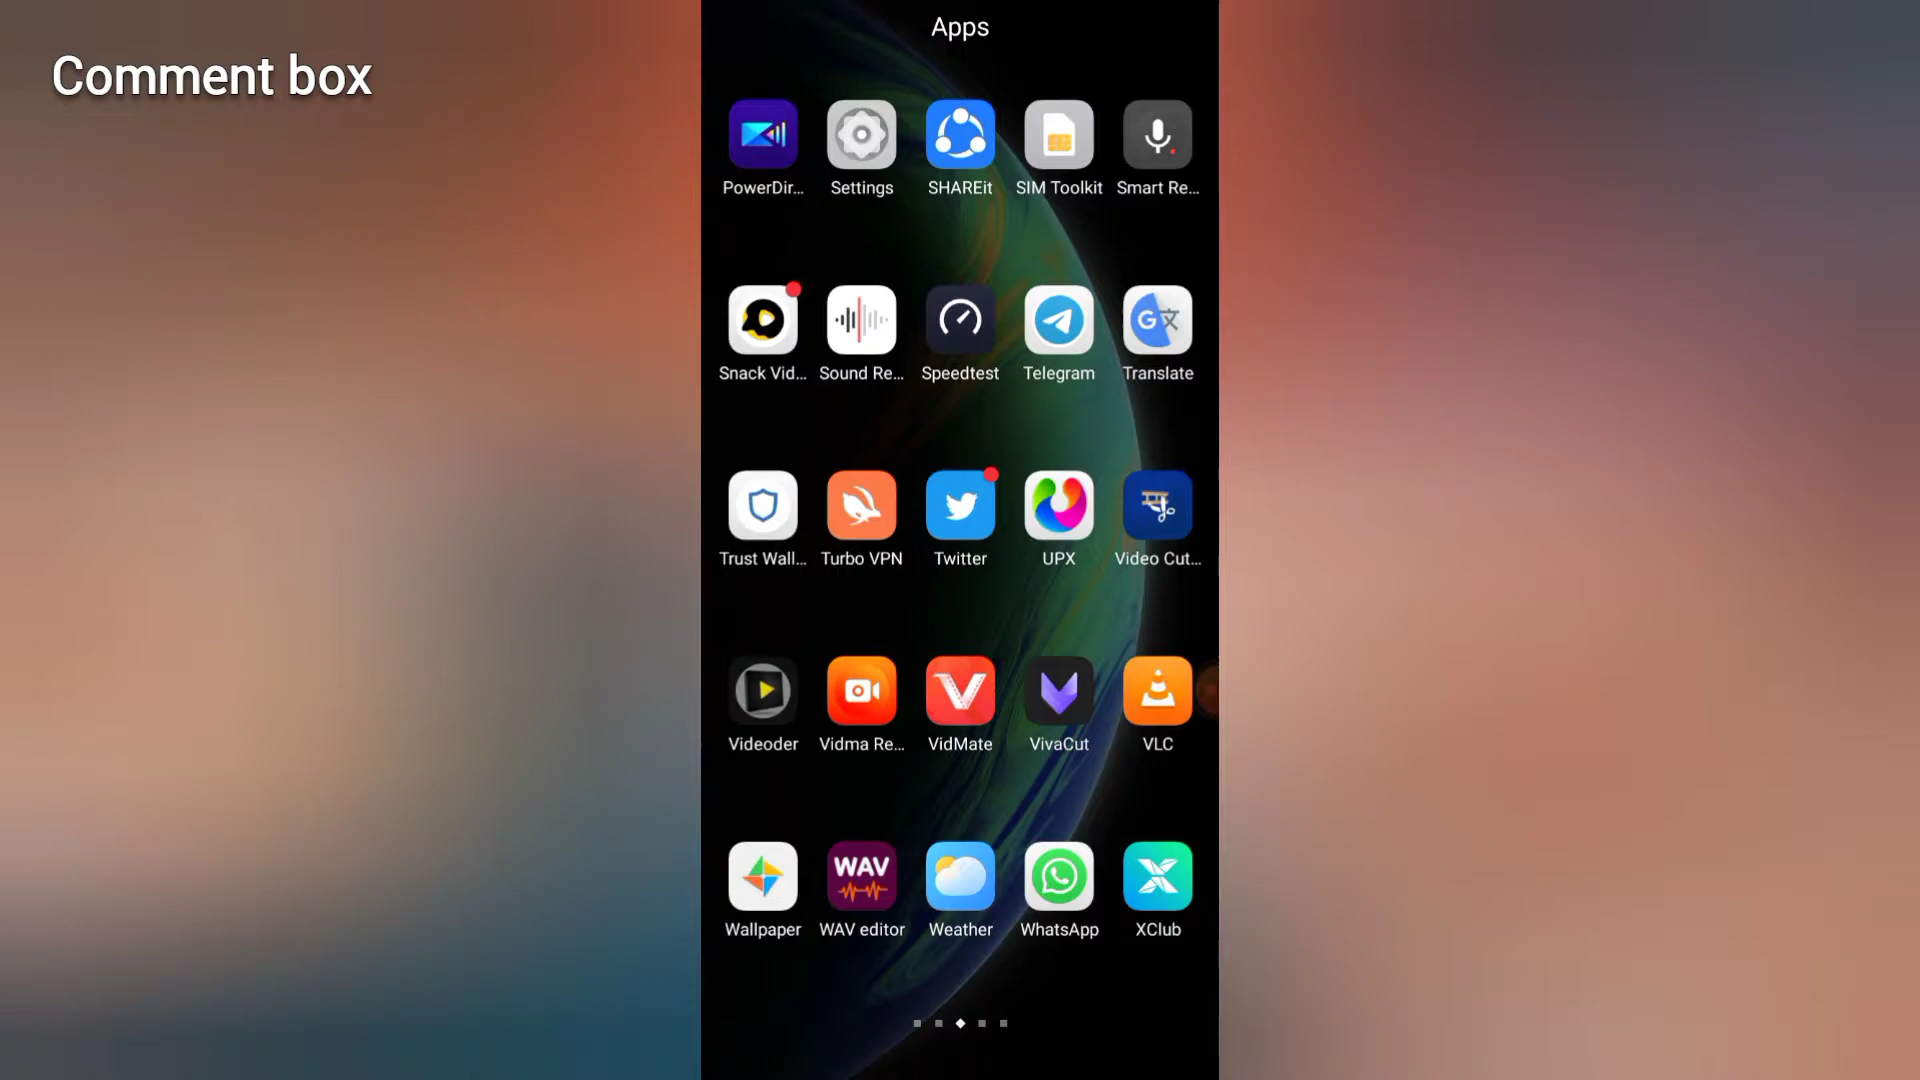 Apps
Comment box
PowerDir... Settings SHAREit SIM Toolkit Smart Re...
Snack Vid... Sound Re... Speedtest Telegram Translate
Trust Wall... Turbo VPN Twitter UPX Video Cut...
Videoder Vidma Re... VidMate VivaCut VLC
WAV
Wallpaper WAV editor Weather WhatsApp XClub